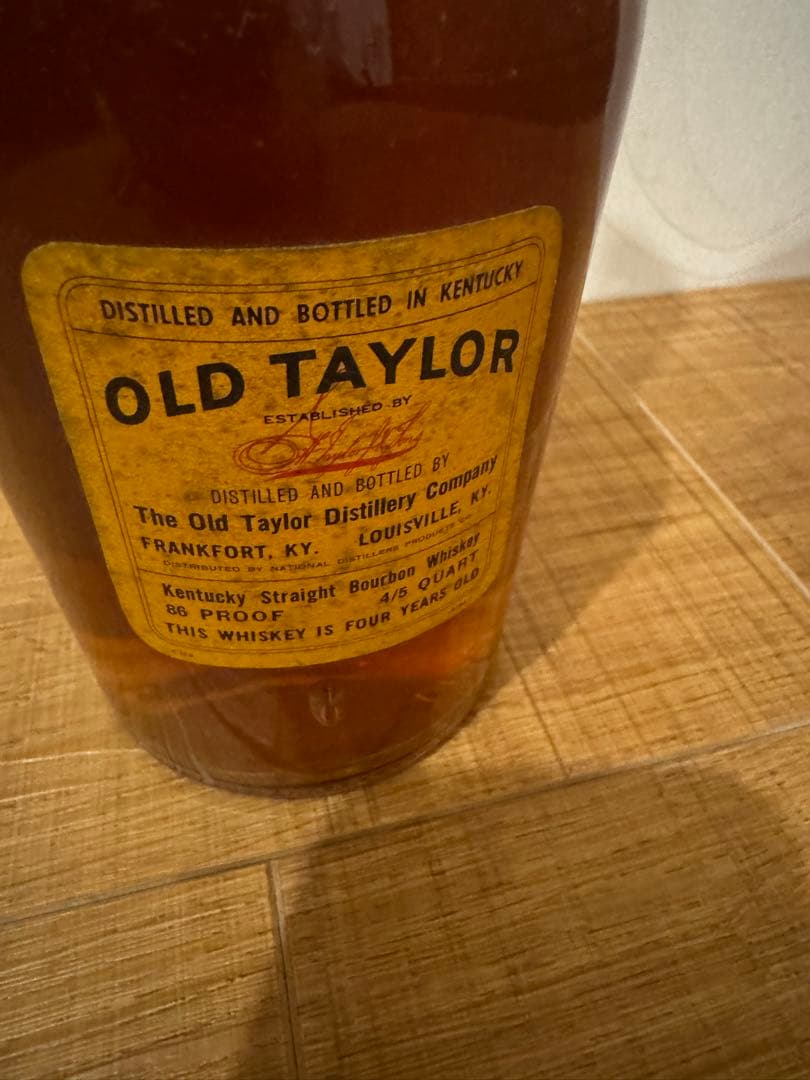 DISTILLED AND BOTTLED IN KENTUCKY
OLD TAYLOR
ESTABLISHED BY
DISTILLED AND BOTTLED BY
The Old Taylor Distillery Company
FRANKFORT, KY. LOUISVILLE, KY.
DISTRIBUTED BY NATIONAL DISTILLERS PRODUCTS
Kentucky Straight Bourbon Whiskey
86 PROOF 4/5 QUART
THIS WHISKEY IS FOUR YEARS OLD